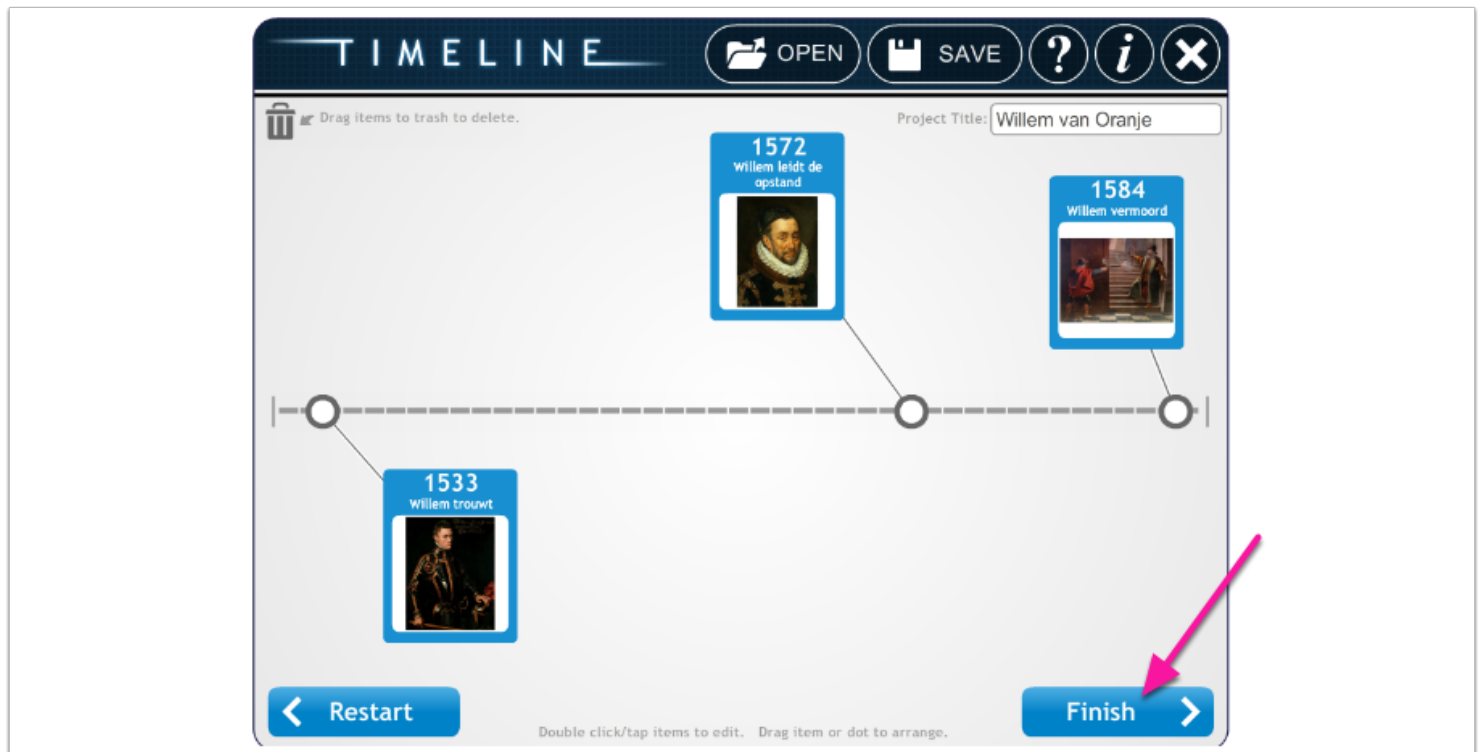 TIMELINE
OPEN
SAVE
?
i
Drag items to trash to delete.
Project Title: Willem van Oranje
1572
Willem leidt de
opstand
1584
Willem vermoord
1533
Willem trouwt
Restart
Finish
Double click/tap items to edit. Drag item or dot to arrange.